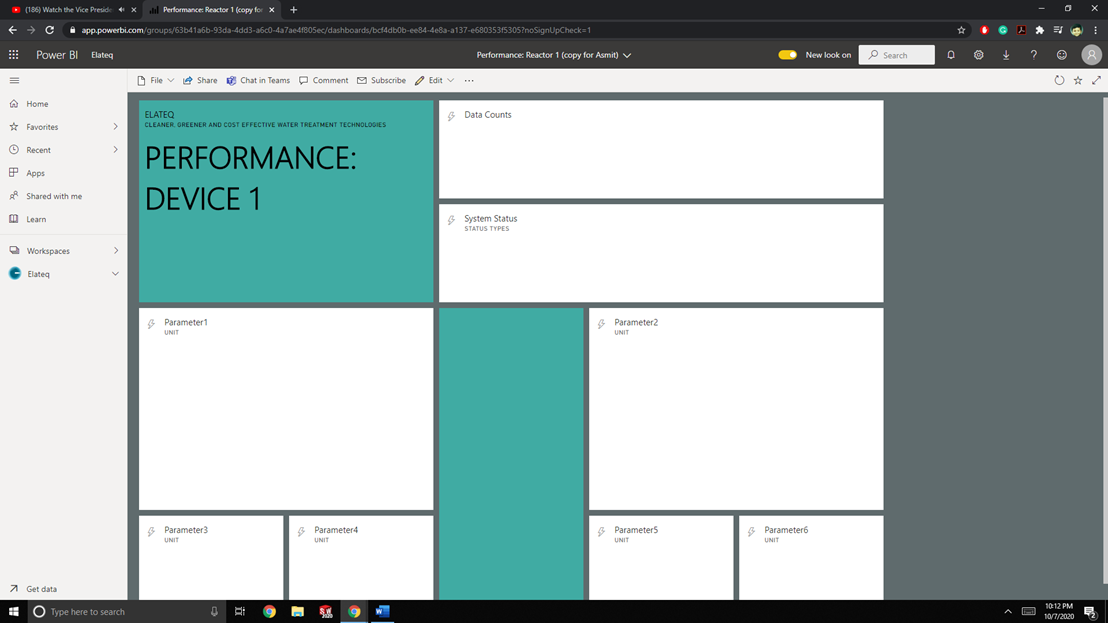 (186) Watch the Vice Preside
Performance: Reactor 1 (copy for
app.powerbi.com/groups/63b41a6b-93da-4dd3-a6c0-4a7ae4f805ec/dashboards/bcf4db0b-ee84-4e8a-a137-e680353f5305?noSignUpCheck=1
Power BI Elateq
Performance: Reactor 1 (copy for Asmit)
New look on
Search
File Share Chat in Teams Comment Subscribe Edit ...
Home
Favorites
Recent
Apps
Shared with me
Learn
Workspaces
Elateq
Get data
ELATEQ
CLEANER, GREENER AND COST EFFECTIVE WATER TREATMENT TECHNOLOGIES
PERFORMANCE:
DEVICE 1
Data Counts
System Status
STATUS TYPES
Parameter1
UNIT
Parameter2
UNIT
Parameter3
UNIT
Parameter4
UNIT
Parameter5
UNIT
Parameter6
UNIT
Type here to search
10:12 PM
10/7/2020
2